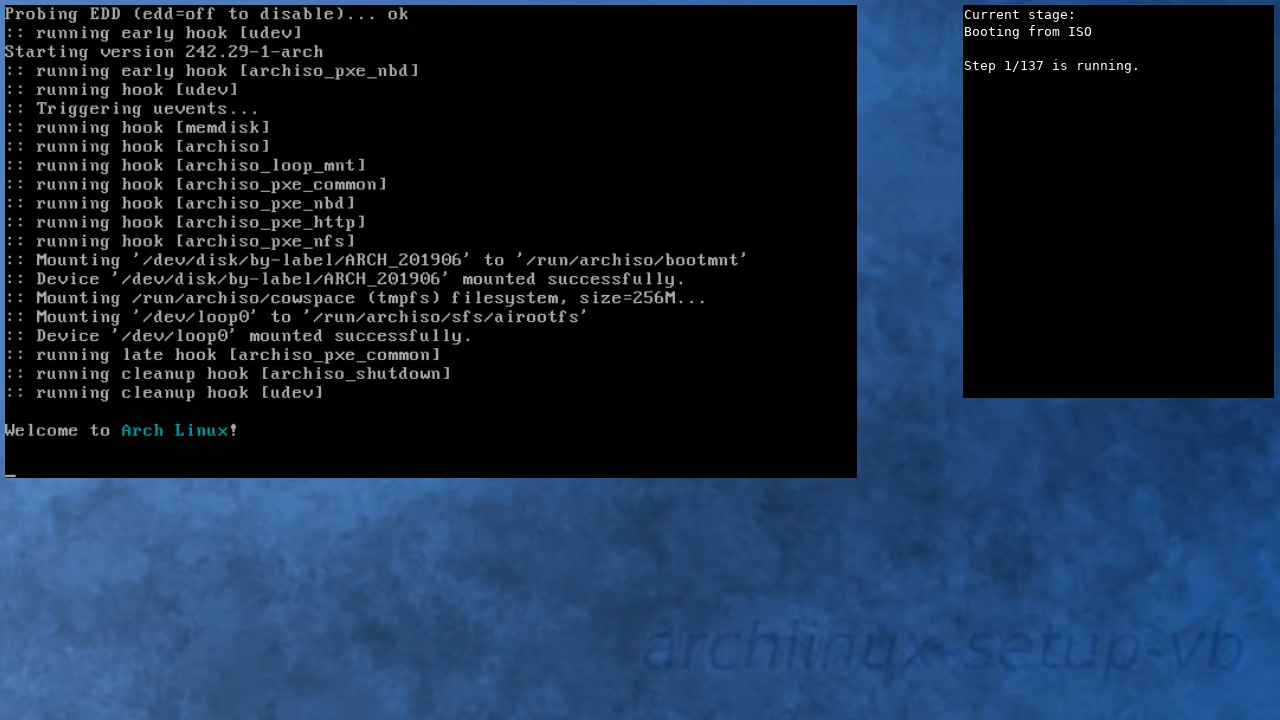 Probing EDD (edd=off to disable)... ok
:: running early hook [udev]
Starting version 242.29-1-arch
:: running early hook [archiso_pxe_nbd]
:: running hook [udev]
:: Triggering uevents...
:: running hook [memdisk]
:: running hook [archiso]
:: running hook [archiso_loop_mnt]
:: running hook [archiso_pxe_common]
:: running hook [archiso_pxe_nbd]
:: running hook [archiso_pxe_http]
:: running hook [archiso_pxe_nfs]
:: Mounting '/dev/disk/by-label/ARCH_201906' to '/run/archiso/bootmnt'
:: Device '/dev/disk/by-label/ARCH_201906' mounted successfully.
:: Mounting /run/archiso/cowspace (tmpfs) filesystem, size=256M...
:: Mounting '/dev/loop0' to '/run/archiso/sfs/airootfs'
:: Device '/dev/loop0' mounted successfully.
:: running late hook [archiso_pxe_common]
:: running cleanup hook [archiso_shutdown]
:: running cleanup hook [udev]
Welcome to Arch Linux!
_
Current stage:
Booting from ISO
Step 1/137 is running.
archlinux-setup-vb